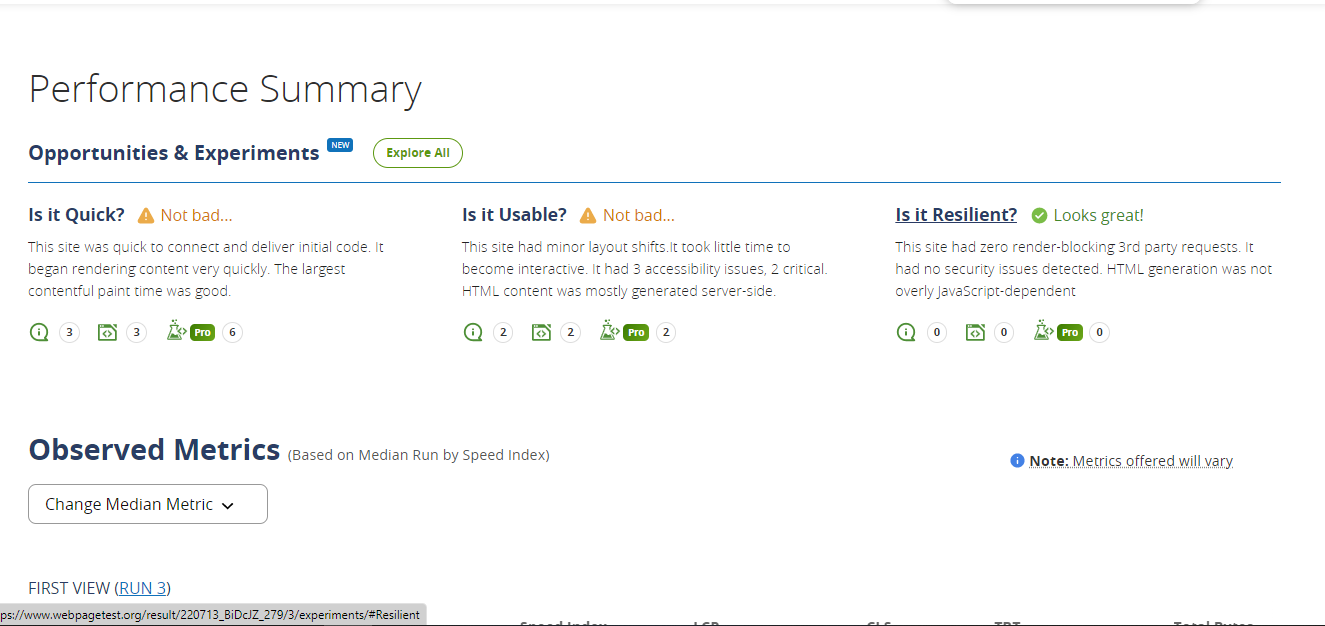 Performance Summary
Opportunities & Experiments NEW Explore All
Is it Quick? Not bad...
This site was quick to connect and deliver initial code. It
began rendering content very quickly. The largest
contentful paint time was good.
3 3 Pro 6
Is it Usable? Not bad...
This site had minor layout shifts.It took little time to
become interactive. It had 3 accessibility issues, 2 critical.
HTML content was mostly generated server-side.
2 2 Pro 2
Is it Resilient? Looks great!
This site had zero render-blocking 3rd party requests. It
had no security issues detected. HTML generation was not
overly JavaScript-dependent
0 0 Pro 0
Observed Metrics (Based on Median Run by Speed Index)
Note: Metrics offered will vary
Change Median Metric
FIRST VIEW (RUN 3)
ps://www.webpagetest.org/result/220713_BiDcJZ_279/3/experiments/#Resilient
Speed Index LCP CLS TBT Total Bytes